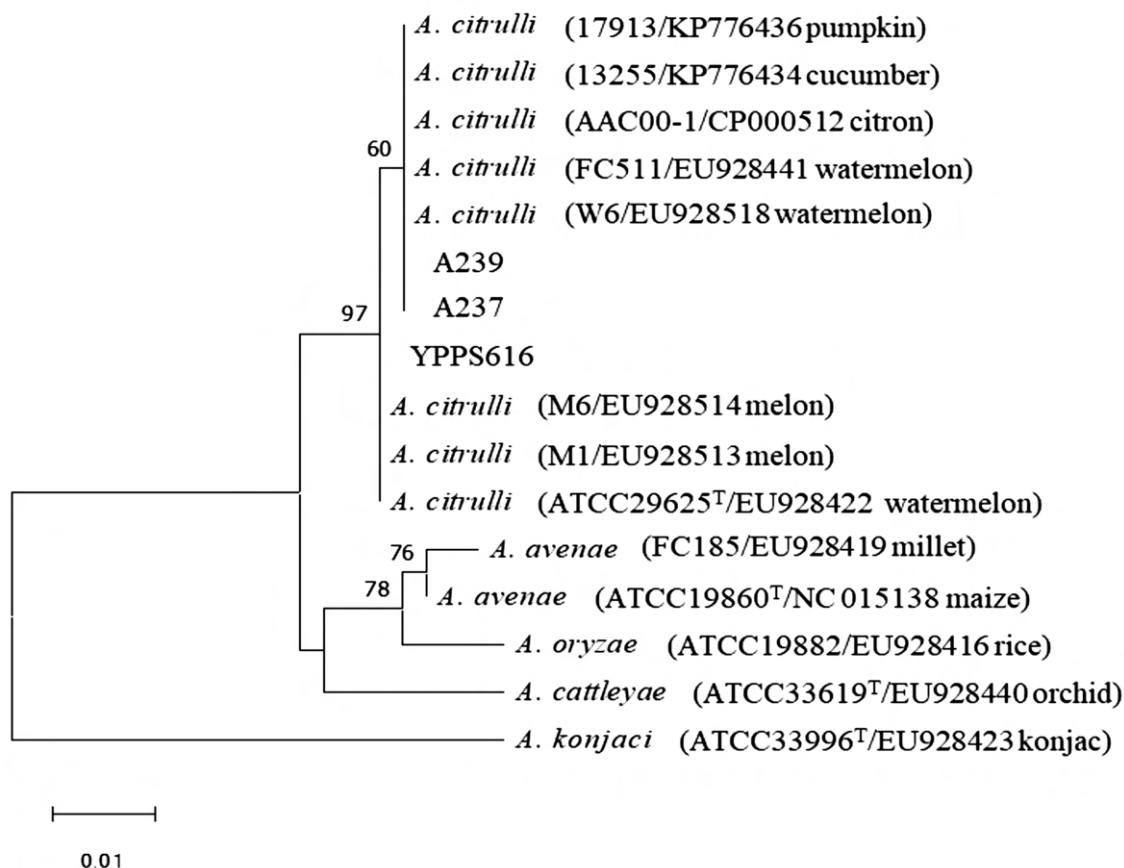 A. citrulli (17913/KP776436 pumpkin)
A. citrulli (13255/KP776434 cucumber)
A. citrulli (AAC00-1/CP000512 citron)
60
A. citrulli (FC511/EU928441 watermelon)
A. citrulli (W6/EU928518 watermelon)
A239
A237
97
YPPS616
A. citrulli (M6/EU928514 melon)
A. citrulli (M1/EU928513 melon)
A. citrulli (ATCC29625ᵀ/EU928422 watermelon)
76
A. avenae (FC185/EU928419 millet)
78
A. avenae (ATCC19860ᵀ/NC 015138 maize)
A. oryzae (ATCC19882/EU928416 rice)
A. cattleyae (ATCC33619ᵀ/EU928440 orchid)
A. konjaci (ATCC33996ᵀ/EU928423 konjac)
0.01